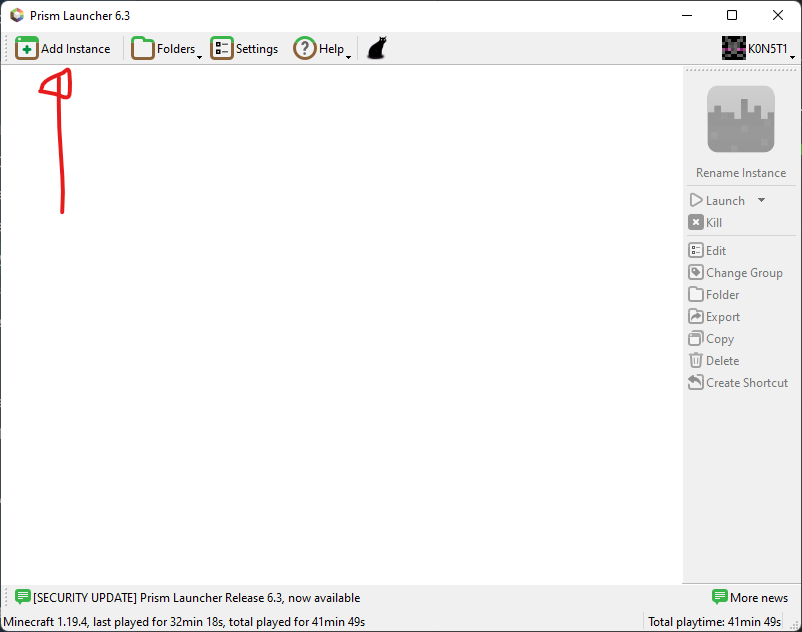 Prism Launcher 6.3
Add Instance Folders Settings Help K0N5T1
Rename Instance
Launch
Kill
Edit
Change Group
Folder
Export
Copy
Delete
Create Shortcut
[SECURITY UPDATE] Prism Launcher Release 6.3, now available More news
Minecraft 1.19.4, last played for 32min 18s, total played for 41min 49s Total playtime: 41min 49s